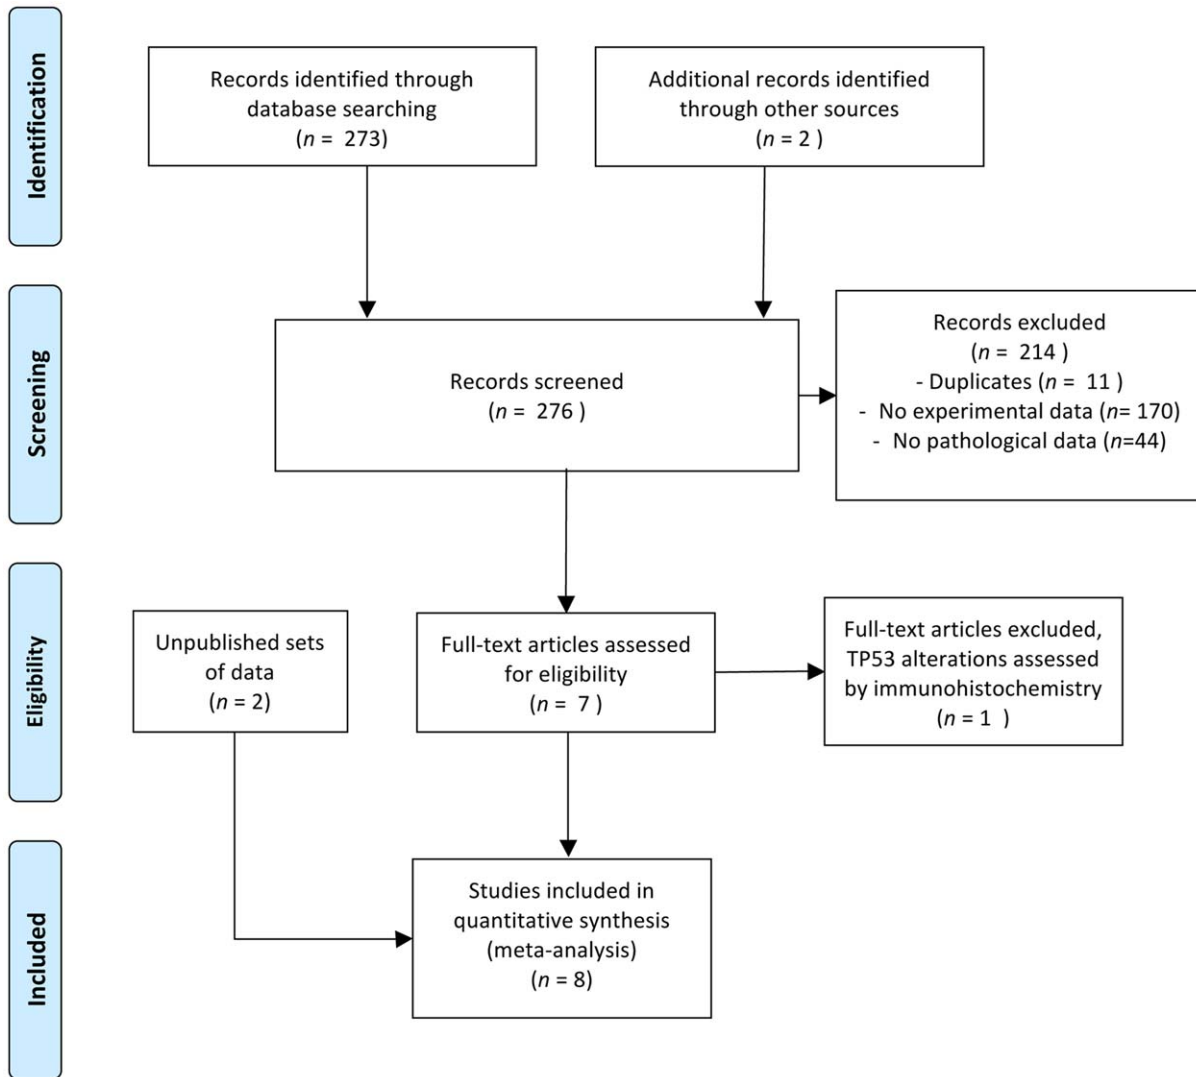 Identification
Records identified through
database searching
(n = 273)
Additional records identified
through other sources
(n = 2 )
Screening
Records screened
(n = 276 )
Records excluded
(n = 214 )
- Duplicates (n = 11 )
- No experimental data (n= 170)
- No pathological data (n=44)
Eligibility
Unpublished sets
of data
(n = 2)
Full-text articles assessed
for eligibility
(n = 7 )
Full-text articles excluded,
TP53 alterations assessed
by immunohistochemistry
(n = 1 )
Included
Studies included in
quantitative synthesis
(meta-analysis)
(n = 8)